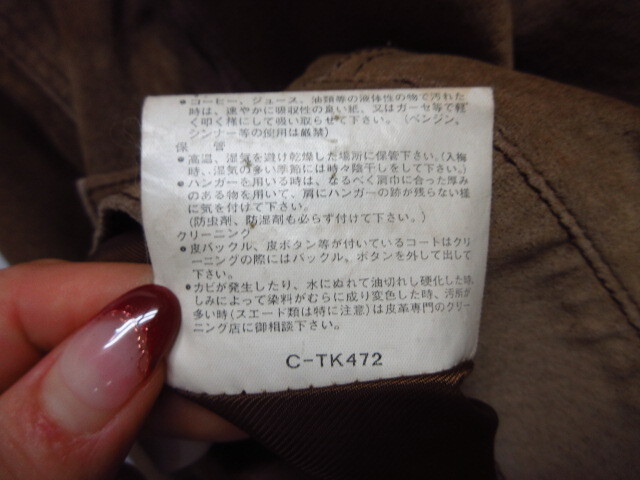 ●コーヒー、ジュース、油類等の液体性の物で汚れた
時は、速やかに吸収性の良い紙、又はガーゼ等で軽
く叩く様にして吸い取らせて下さい。(ベンジン、
シンナー等の使用は厳禁)
保 管
●高温、湿気を避け乾燥した場所に保管下さい。(入梅
時、湿気の多い季節には時々陰干しをして下さい。)
●ハンガーを用いる時は、なるべく肩巾に合った厚み
のある物を用いて、肩にハンガーの跡が残らない様
に気を付けて下さい。
(防虫剤、防湿剤も必らず付けて下さい。)
クリーニング
●皮バックル、皮ボタン等が付いているコートはクリ
ーニングの際にはバックル、ボタンを外して出して
下さい。
●カビが発生したり、水にぬれて油切れし硬化した時、
しみによって染料がむらに成り変色した時、汚れが
多い時(スエード類は特に注意)は皮革専門のクリー
ニング店に御相談下さい。
C-TK472